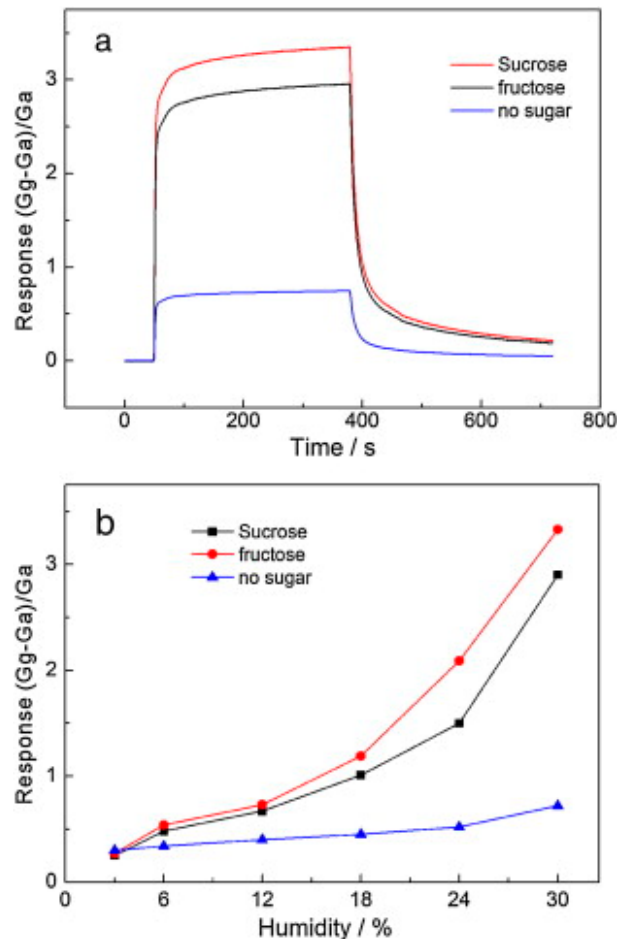 a
Sucrose
fructose
no sugar
Response (Gg-Ga)/Ga
3
2
1
0
0 200 400 600 800
Time / s
b
Sucrose
fructose
no sugar
Response (Gg-Ga)/Ga
3
2
1
0
0 6 12 18 24 30
Humidity / %